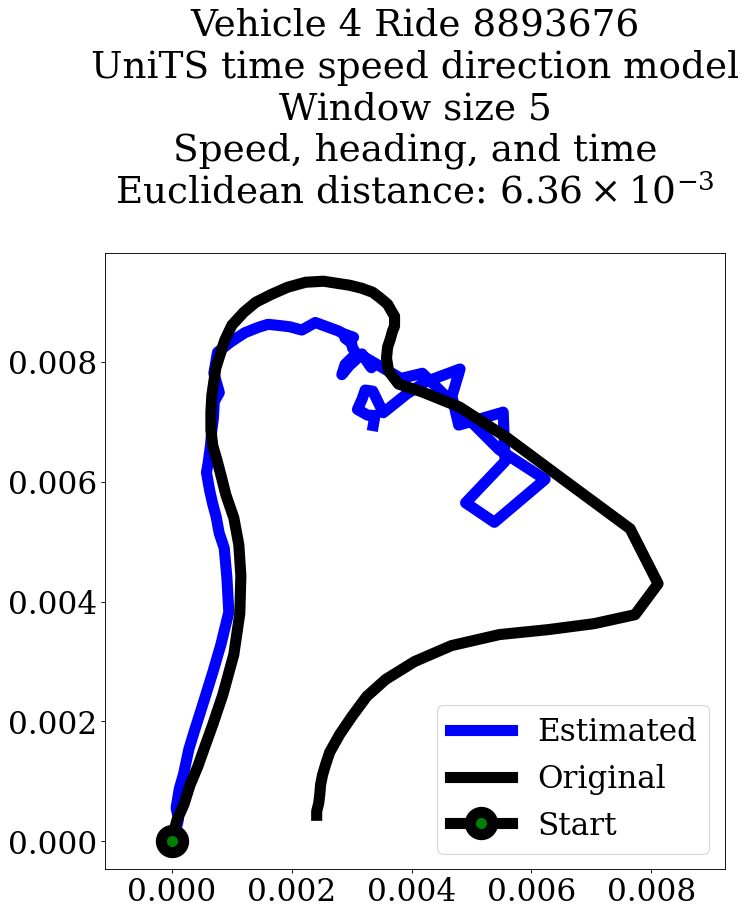 Vehicle 4 Ride 8893676
UniTS time speed direction model
Window size 5
Speed, heading, and time
Euclidean distance: $6.36 \times 10^{-3}$
0.008
0.006
0.004
0.002
0.000
Estimated
Original
Start
0.000 0.002 0.004 0.006 0.008